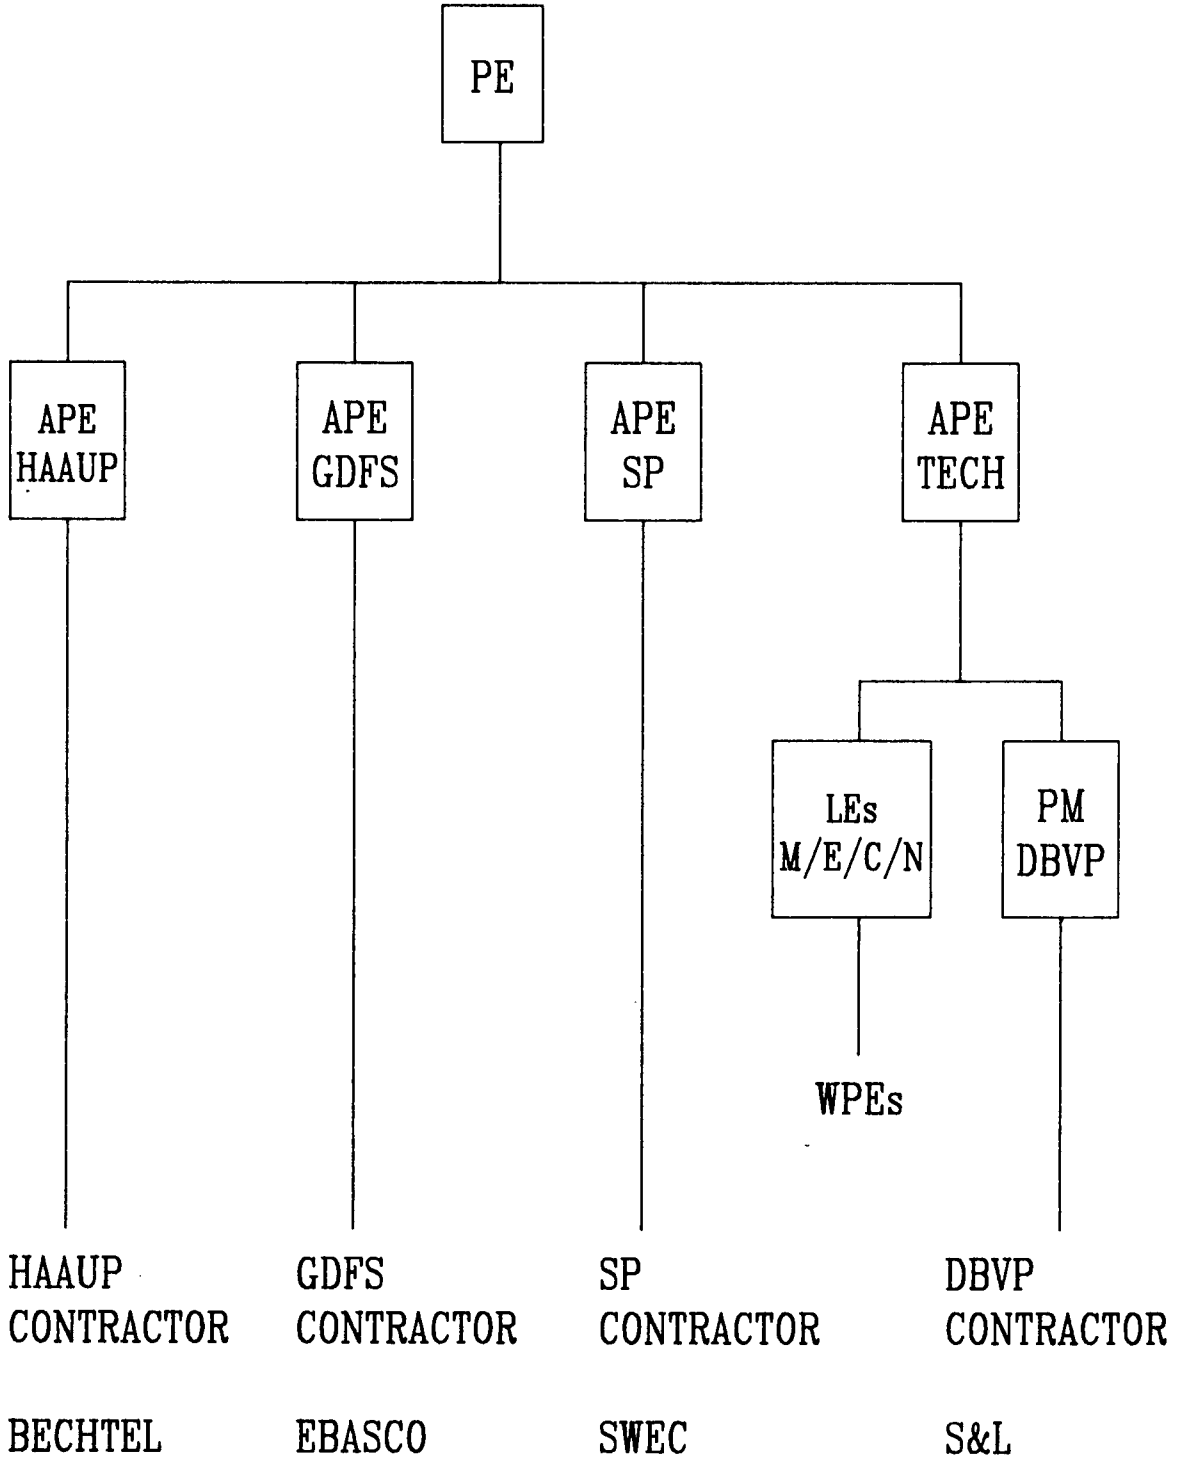 PE
APE
HAAUP
APE
GDFS
APE
SP
APE
TECH
LEs
M/E/C/N
PM
DBVP
WPEs
HAAUP
CONTRACTOR
GDFS
CONTRACTOR
SP
CONTRACTOR
DBVP
CONTRACTOR
BECHTEL
EBASCO
SWEC
S&L